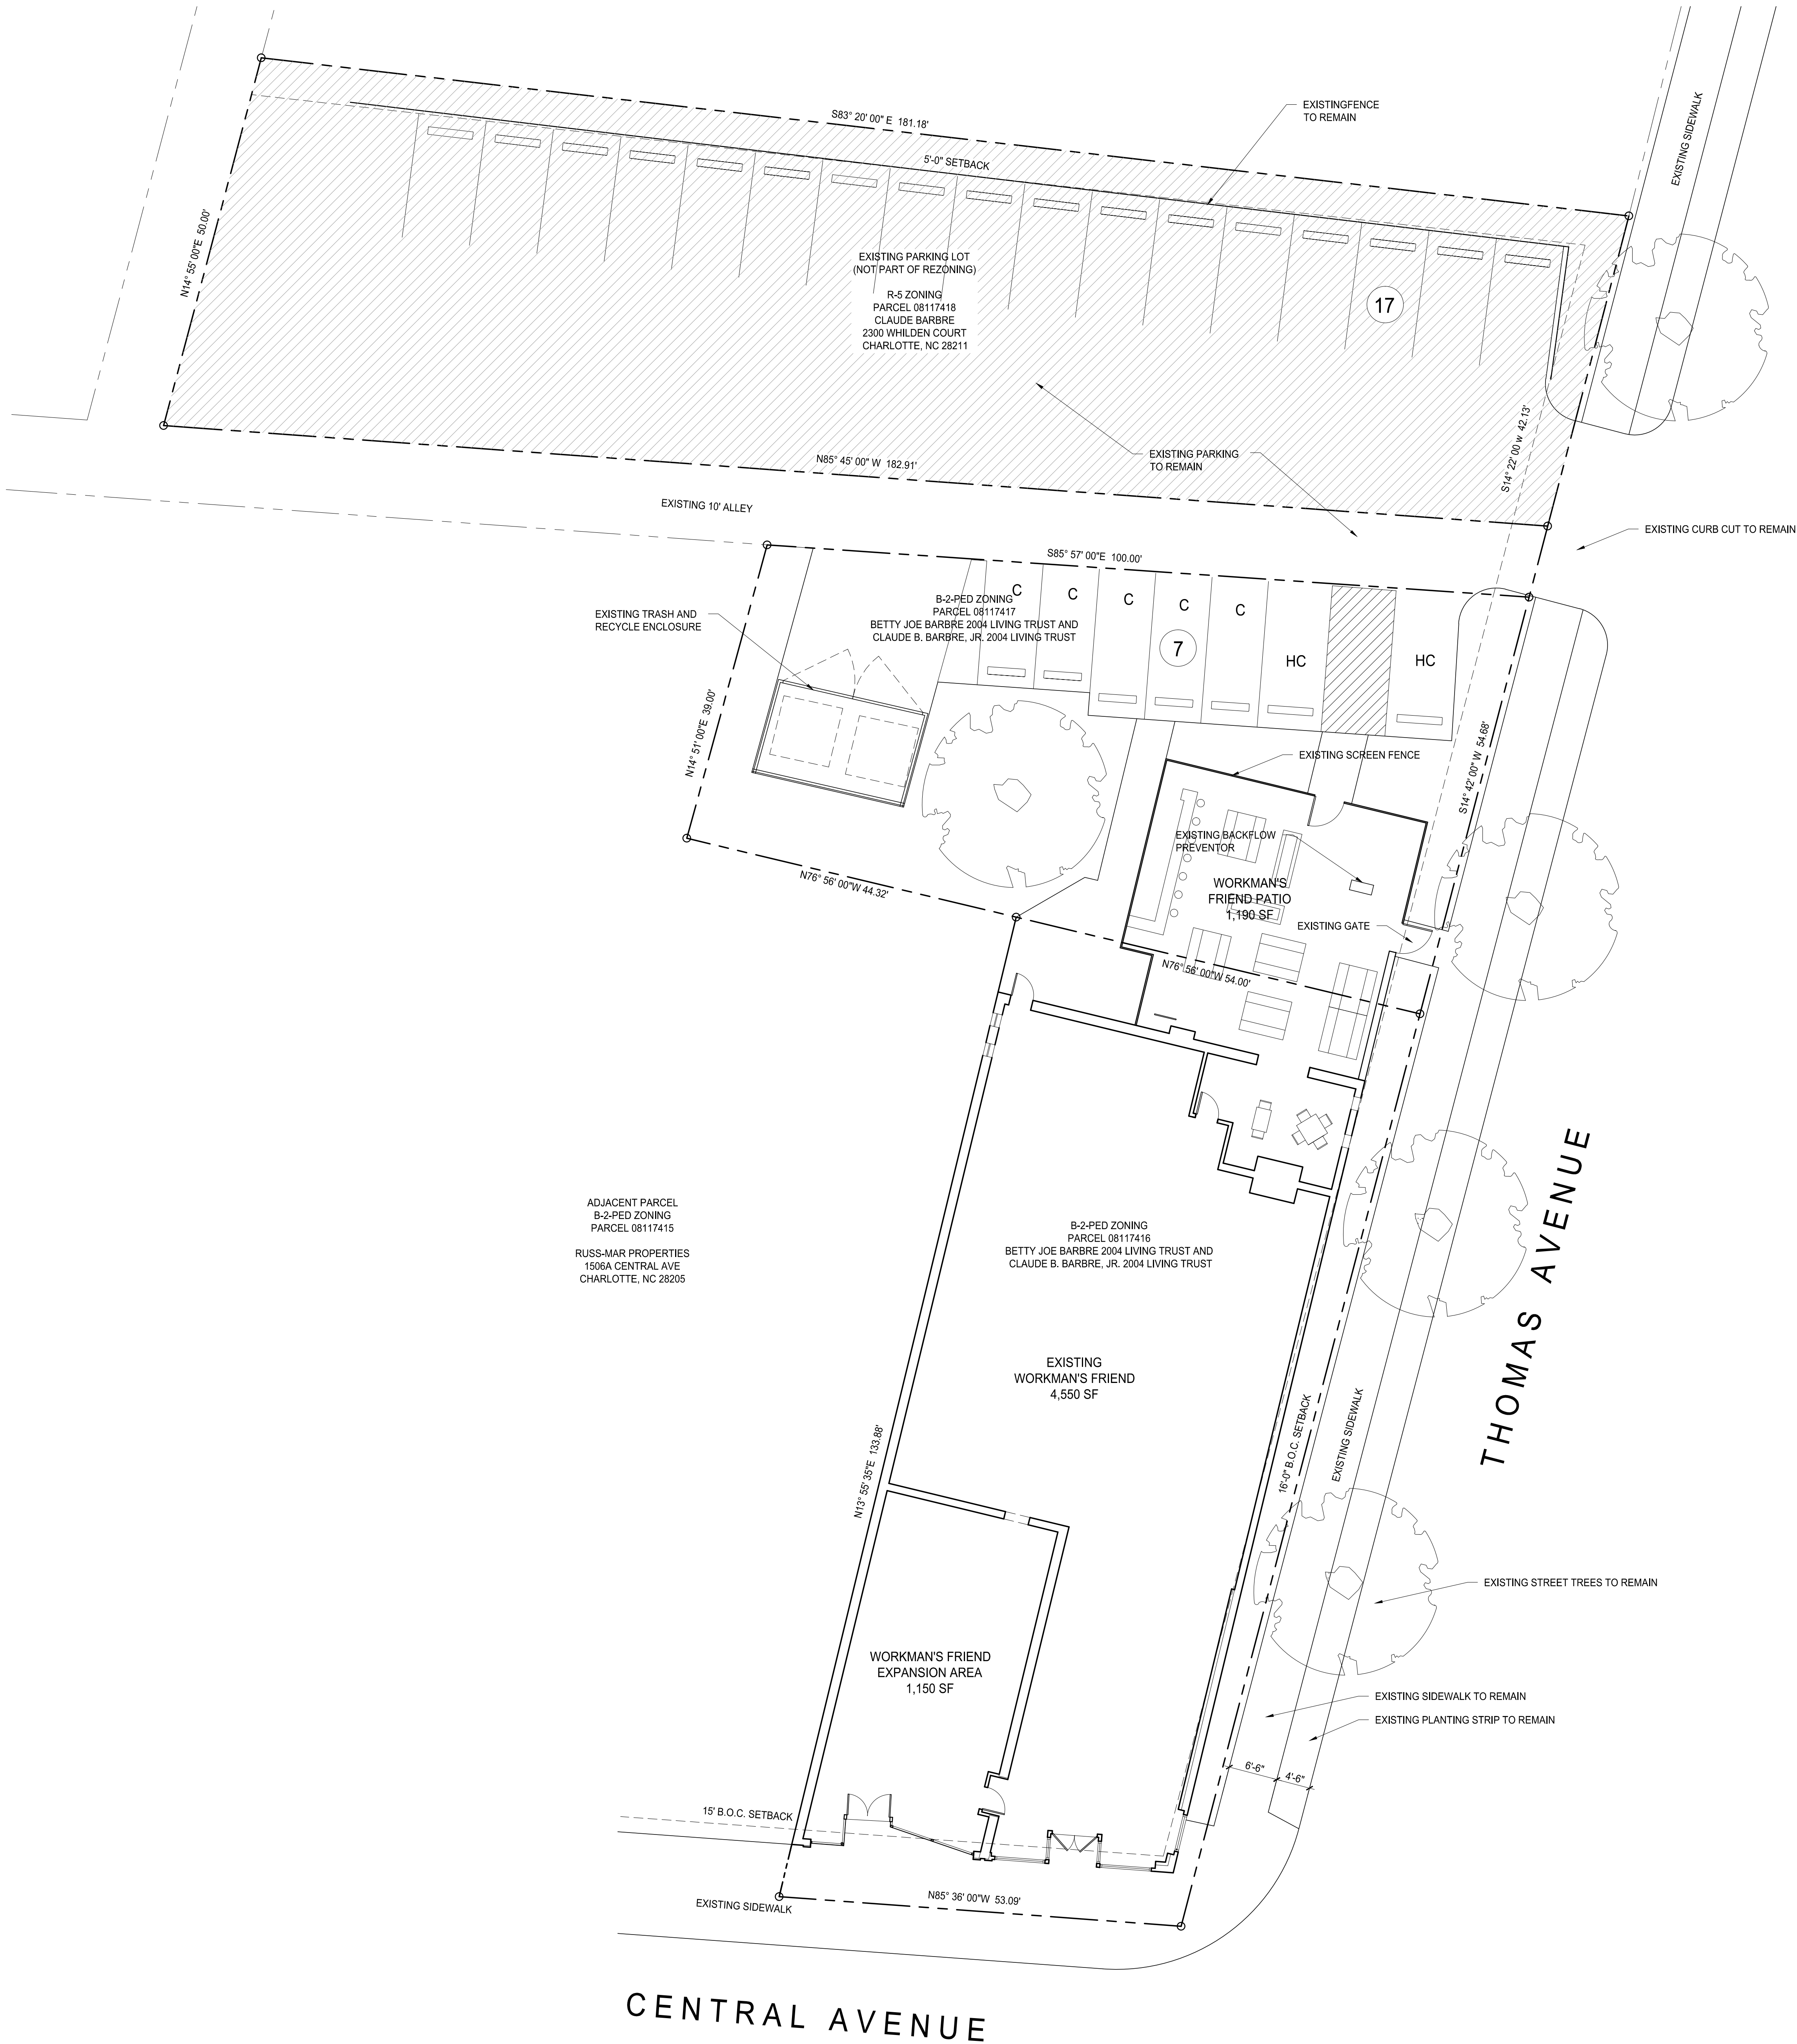 EXISTINGFENCE
TO REMAIN
EXISTING SIDEWALK
S83° 20' 00" E  181.18'
5'-0" SETBACK
N14° 55' 00"E  50.00'
EXISTING PARKING LOT
(NOT PART OF REZONING)
R-5 ZONING
PARCEL 08117418
CLAUDE BARBRE
2300 WHILDEN COURT
CHARLOTTE, NC 28211
17
S14° 22' 00" w  42.13'
EXISTING PARKING
TO REMAIN
N85° 45' 00" W  182.91'
EXISTING 10' ALLEY
EXISTING CURB CUT TO REMAIN
S85° 57' 00"E  100.00'
EXISTING TRASH AND
RECYCLE ENCLOSURE
B-2-PED ZONING
PARCEL 08117417
BETTY JOE BARBRE 2004 LIVING TRUST AND
CLAUDE B. BARBRE, JR. 2004 LIVING TRUST
C
C
C
C
C
7
HC
HC
N14° 51' 00"E  39.00'
S14° 42' 00" W  54.68'
EXISTING SCREEN FENCE
EXISTING BACKFLOW
PREVENTOR
WORKMAN'S
FRIEND PATIO
1,190 SF
EXISTING GATE
N76° 56' 00"W 44.32'
N76° 56' 00"W 54.00'
THOMAS AVENUE
ADJACENT PARCEL
B-2-PED ZONING
PARCEL 08117415
RUSS-MAR PROPERTIES
1506A CENTRAL AVE
CHARLOTTE, NC 28205
B-2-PED ZONING
PARCEL 08117416
BETTY JOE BARBRE 2004 LIVING TRUST AND
CLAUDE B. BARBRE, JR. 2004 LIVING TRUST
EXISTING
WORKMAN'S FRIEND
4,550 SF
16'-0" B.O.C. SETBACK
EXISTING SIDEWALK
N13° 55' 35"E  133.88'
EXISTING STREET TREES TO REMAIN
WORKMAN'S FRIEND
EXPANSION AREA
1,150 SF
EXISTING SIDEWALK TO REMAIN
EXISTING PLANTING STRIP TO REMAIN
6'-6"
4'-6"
15' B.O.C. SETBACK
N85° 36' 00"W  53.09'
EXISTING SIDEWALK
CENTRAL AVENUE